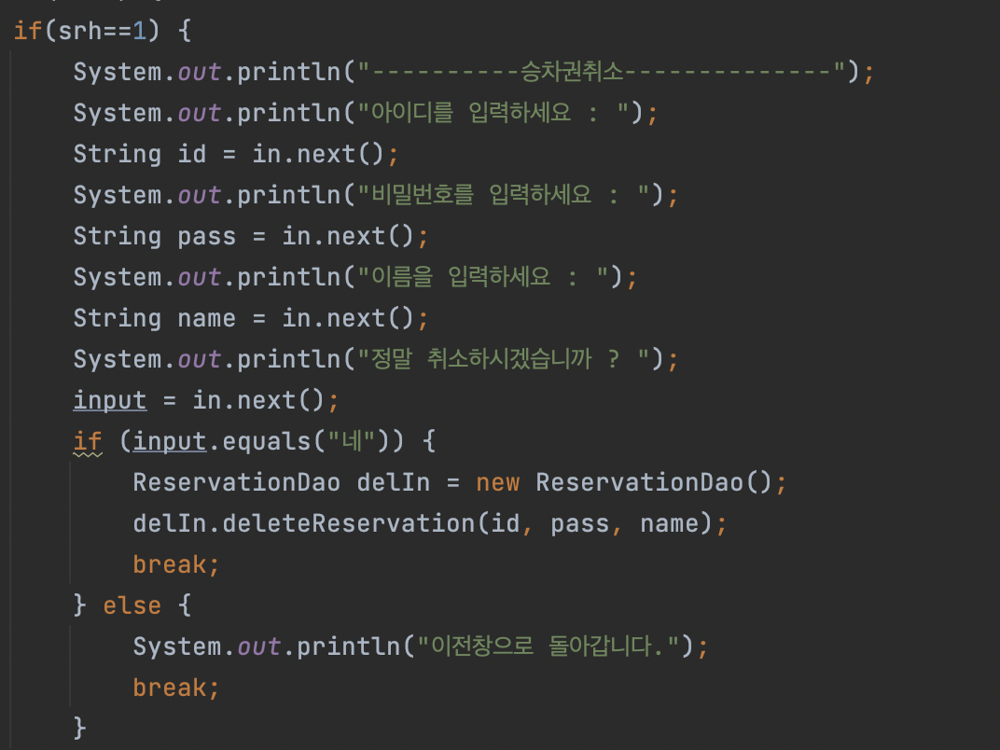 if(srh==1) {
System.out.println("----------승차권취소--------------");
System.out.println("아이디를 입력하세요 : ");
String id = in.next();
System.out.println("비밀번호를 입력하세요 : ");
String pass = in.next();
System.out.println("이름을 입력하세요 : ");
String name = in.next();
System.out.println("정말 취소하시겠습니까 ? ");
input = in.next();
if (input.equals("네")) {
ReservationDao delIn = new ReservationDao();
delIn.deleteReservation(id, pass, name);
break;
} else {
System.out.println("이전창으로 돌아갑니다.");
break;
}